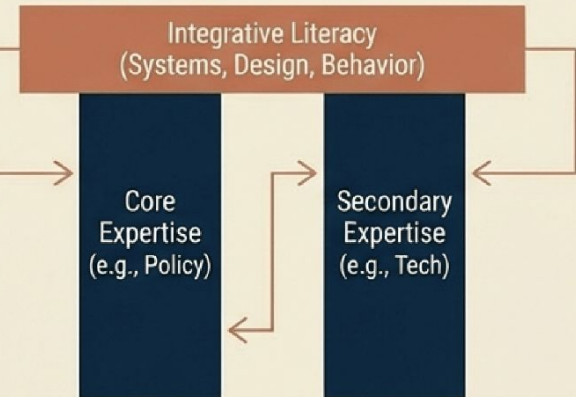 Integrative Literacy
(Systems, Design, Behavior)
Core
Expertise
(e.g., Policy)
Secondary
Expertise
(e.g., Tech)